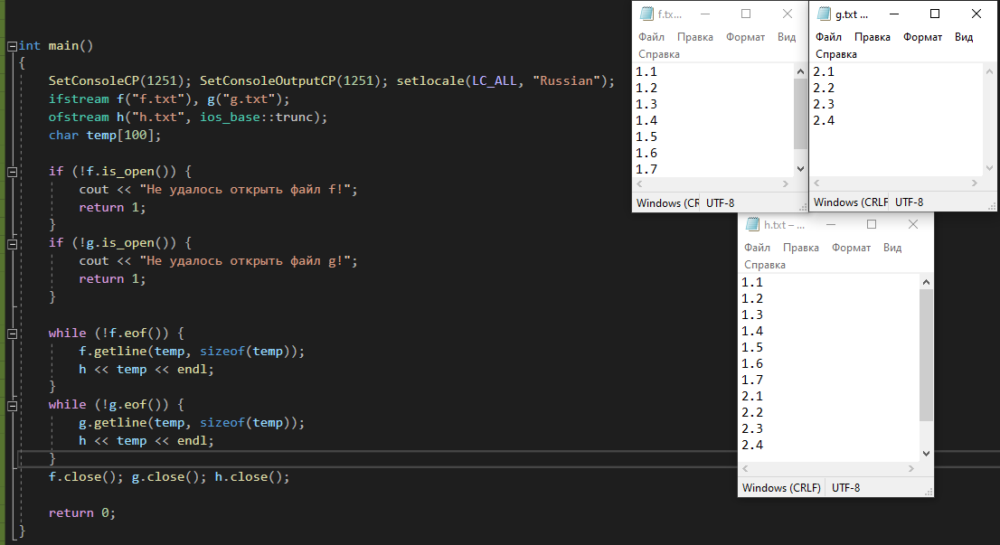 int main()
{
SetConsoleCP(1251); SetConsoleOutputCP(1251); setlocale(LC_ALL, "Russian");
ifstream f("f.txt"), g("g.txt");
ofstream h("h.txt", ios_base::trunc);
char temp[100];
if (!f.is_open()) {
cout << "Не удалось открыть файл f!";
return 1;
}
if (!g.is_open()) {
cout << "Не удалось открыть файл g!";
return 1;
}
while (!f.eof()) {
f.getline(temp, sizeof(temp));
h << temp << endl;
}
while (!g.eof()) {
g.getline(temp, sizeof(temp));
h << temp << endl;
}
f.close(); g.close(); h.close();
return 0;
}
f.tx...
Файл Правка Формат Вид
Справка
1.1
1.2
1.3
1.4
1.5
1.6
1.7
Windows (CR UTF-8
g.txt ...
Файл Правка Формат Вид
Справка
2.1
2.2
2.3
2.4
Windows (CRLF UTF-8
h.txt – ...
Файл Правка Формат Вид
Справка
1.1
1.2
1.3
1.4
1.5
1.6
1.7
2.1
2.2
2.3
2.4
Windows (CRLF) UTF-8